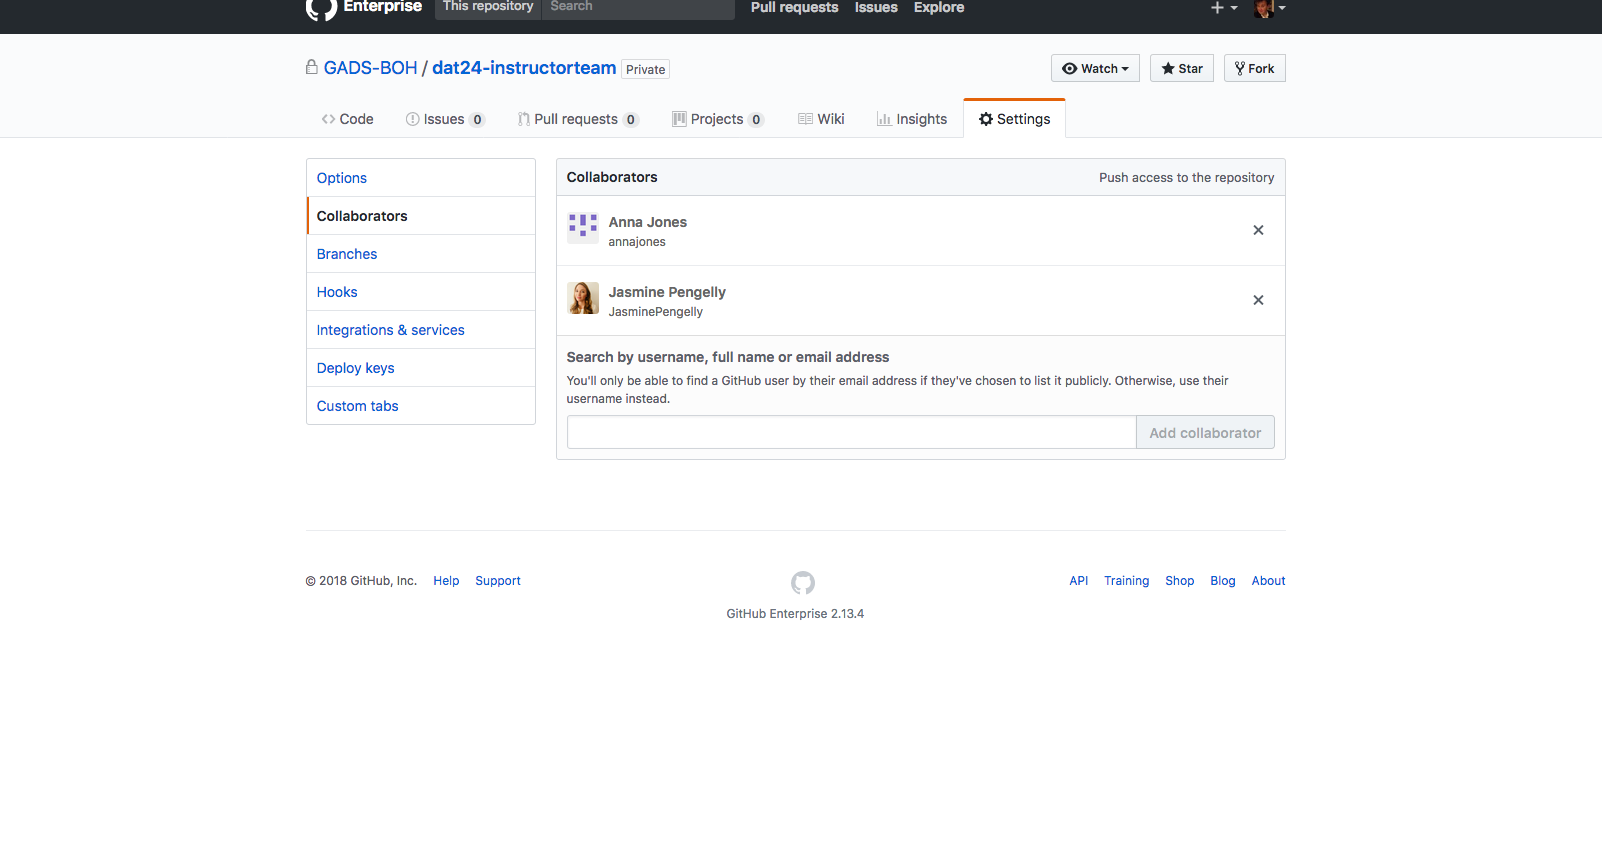 Enterprise This repository Search Pull requests Issues Explore
GADS-BOH / dat24-instructorteam Private Watch Star Fork
Code Issues 0 Pull requests 0 Projects 0 Wiki Insights Settings
Options
Collaborators
Branches
Hooks
Integrations & services
Deploy keys
Custom tabs
Collaborators Push access to the repository
Anna Jones
annajones
Jasmine Pengelly
JasminePengelly
Search by username, full name or email address
You'll only be able to find a GitHub user by their email address if they've chosen to list it publicly. Otherwise, use their
username instead.
Add collaborator
© 2018 GitHub, Inc. Help Support API Training Shop Blog About
GitHub Enterprise 2.13.4